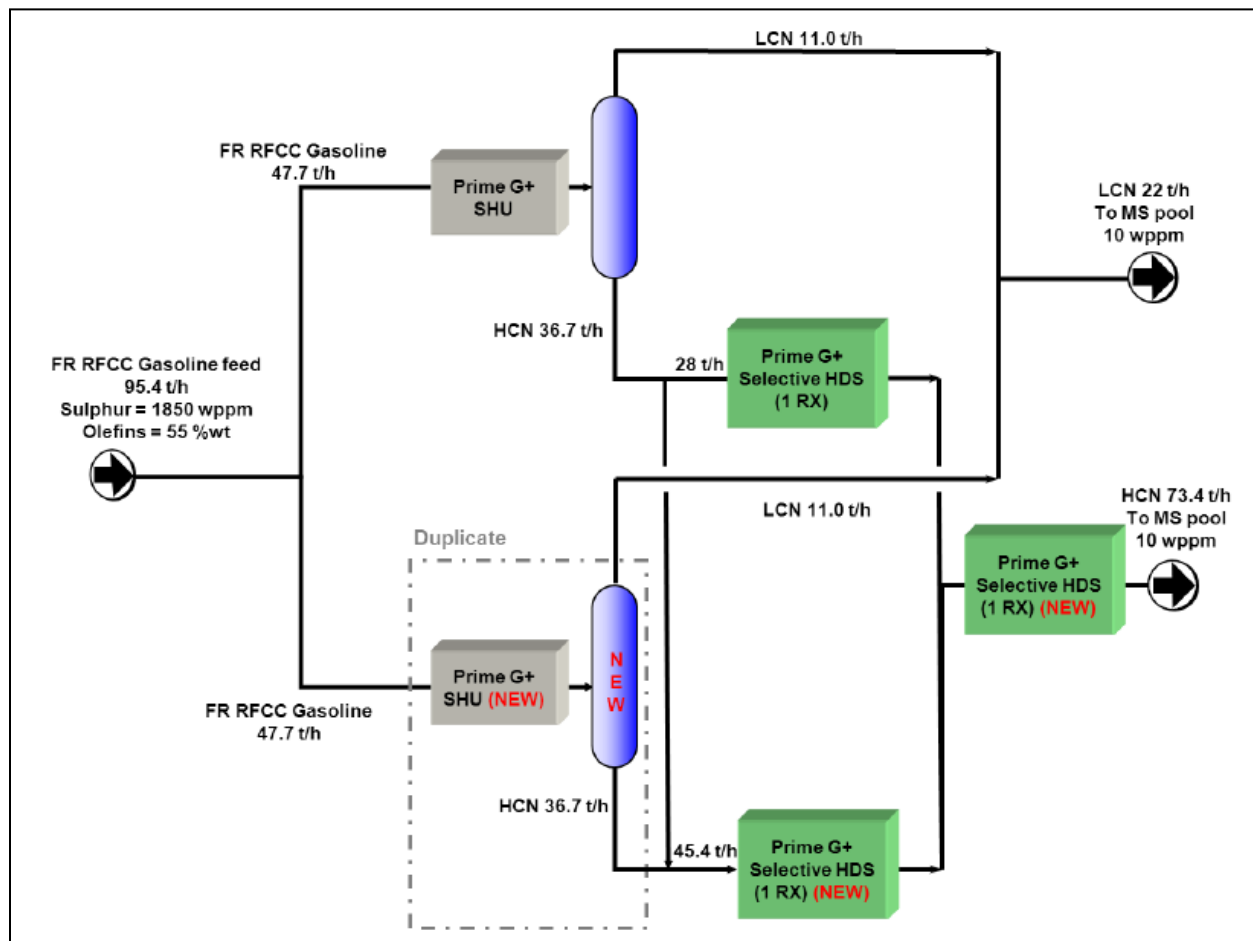 LCN 11.0 t/h
FR RFCC Gasoline
47.7 t/h
Prime G+
SHU
LCN 22 t/h
To MS pool
10 wppm
HCN 36.7 t/h
28 t/h
Prime G+
Selective HDS
(1 RX)
FR RFCC Gasoline feed
95.4 t/h
Sulphur = 1850 wppm
Olefins = 55 %wt
LCN 11.0 t/h
HCN 73.4 t/h
To MS pool
10 wppm
Duplicate
Prime G+
Selective HDS
(1 RX) (NEW)
Prime G+
SHU (NEW)
N
E
W
FR RFCC Gasoline
47.7 t/h
HCN 36.7 t/h
45.4 t/h
Prime G+
Selective HDS
(1 RX) (NEW)